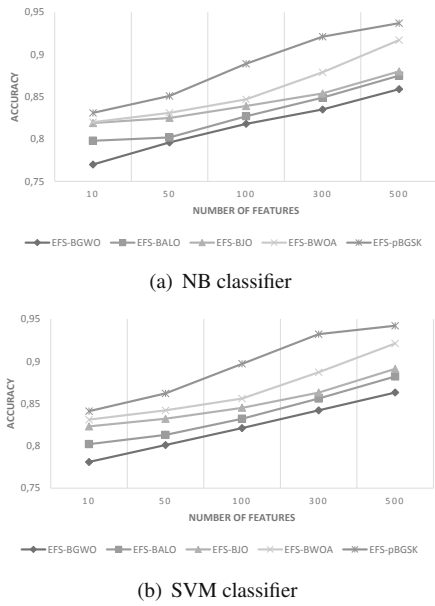 0,95
0,9
0,85
0,8
0,75
ACCURACY
10 50 100 300 500
NUMBER OF FEATURES
EFS-BGWO EFS-BALO EFS-BJO EFS-BWOA EFS-pBGSK
(a) NB classifier
0,95
0,9
0,85
0,8
0,75
ACCURACY
10 50 100 300 500
NUMBER OF FEATURES
EFS-BGWO EFS-BALO EFS-BJO EFS-BWOA EFS-pBGSK
(b) SVM classifier